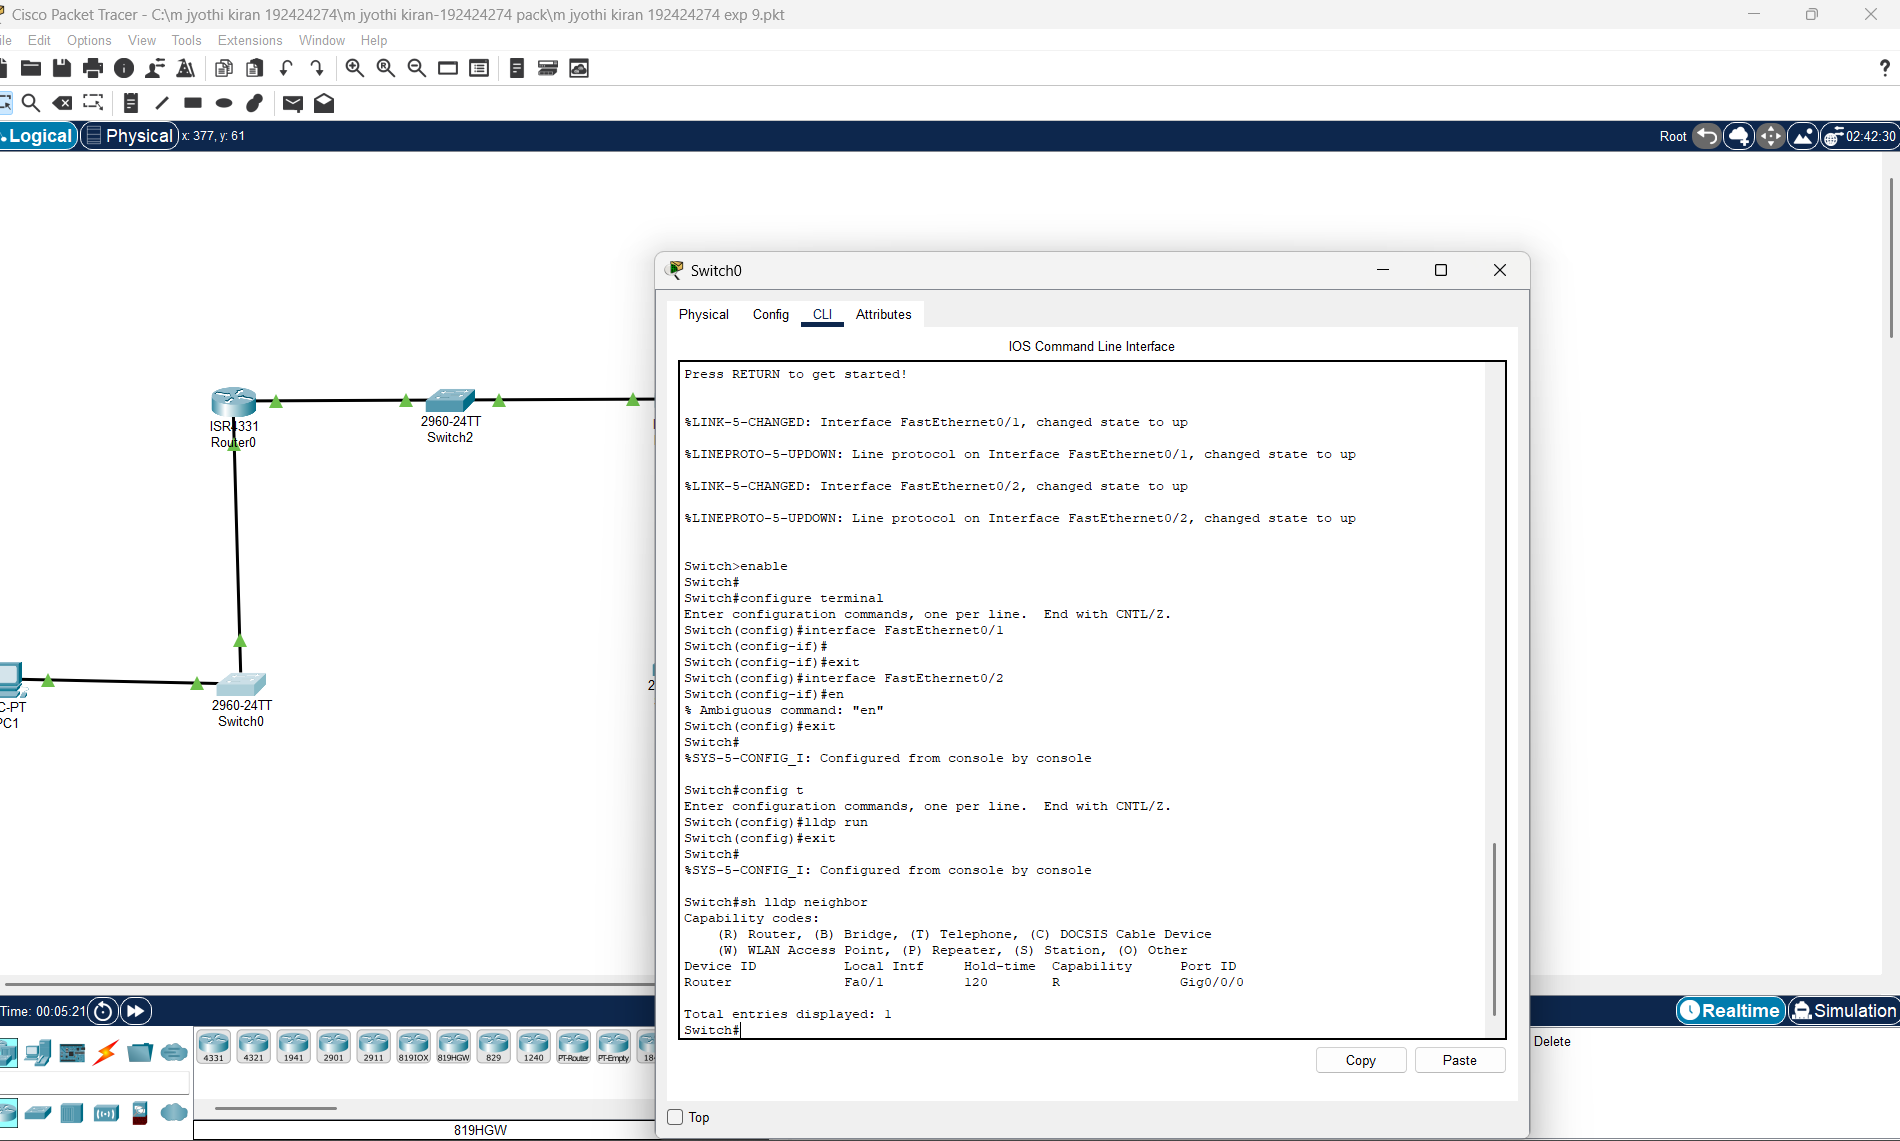 Cisco Packet Tracer - C:\m jyothi kiran 192424274\m jyothi kiran-192424274 pack\m jyothi kiran 192424274 exp 9.pkt
ile Edit Options View Tools Extensions Window Help
Logical Physical x: 377, y: 61
Root 02:42:30
Switch0
Physical Config CLI Attributes
IOS Command Line Interface
Press RETURN to get started!
%LINK-5-CHANGED: Interface FastEthernet0/1, changed state to up
%LINEPROTO-5-UPDOWN: Line protocol on Interface FastEthernet0/1, changed state to up
%LINK-5-CHANGED: Interface FastEthernet0/2, changed state to up
%LINEPROTO-5-UPDOWN: Line protocol on Interface FastEthernet0/2, changed state to up
Switch>enable
Switch#
Switch#configure terminal
Enter configuration commands, one per line.  End with CNTL/Z.
Switch(config)#interface FastEthernet0/1
Switch(config-if)#
Switch(config-if)#exit
Switch(config)#interface FastEthernet0/2
Switch(config-if)#en
% Ambiguous command: "en"
Switch(config)#exit
Switch#
%SYS-5-CONFIG_I: Configured from console by console
Switch#config t
Enter configuration commands, one per line.  End with CNTL/Z.
Switch(config)#lldp run
Switch(config)#exit
Switch#
%SYS-5-CONFIG_I: Configured from console by console
Switch#sh lldp neighbor
Capability codes:
(R) Router, (B) Bridge, (T) Telephone, (C) DOCSIS Cable Device
(W) WLAN Access Point, (P) Repeater, (S) Station, (O) Other
Device ID Local Intf Hold-time Capability Port ID
Router Fa0/1 120 R Gig0/0/0
Total entries displayed: 1
Switch#
Copy Paste
Top
ISR4331
Router0
2960-24TT
Switch2
C-PT
PC1
2960-24TT
Switch0
2
Time: 00:05:21
Realtime Simulation
4331 4321 1941 2901 2911 819IOX 819HGW 829 1240 PT-Router PT-Empty 18
Delete
819HGW